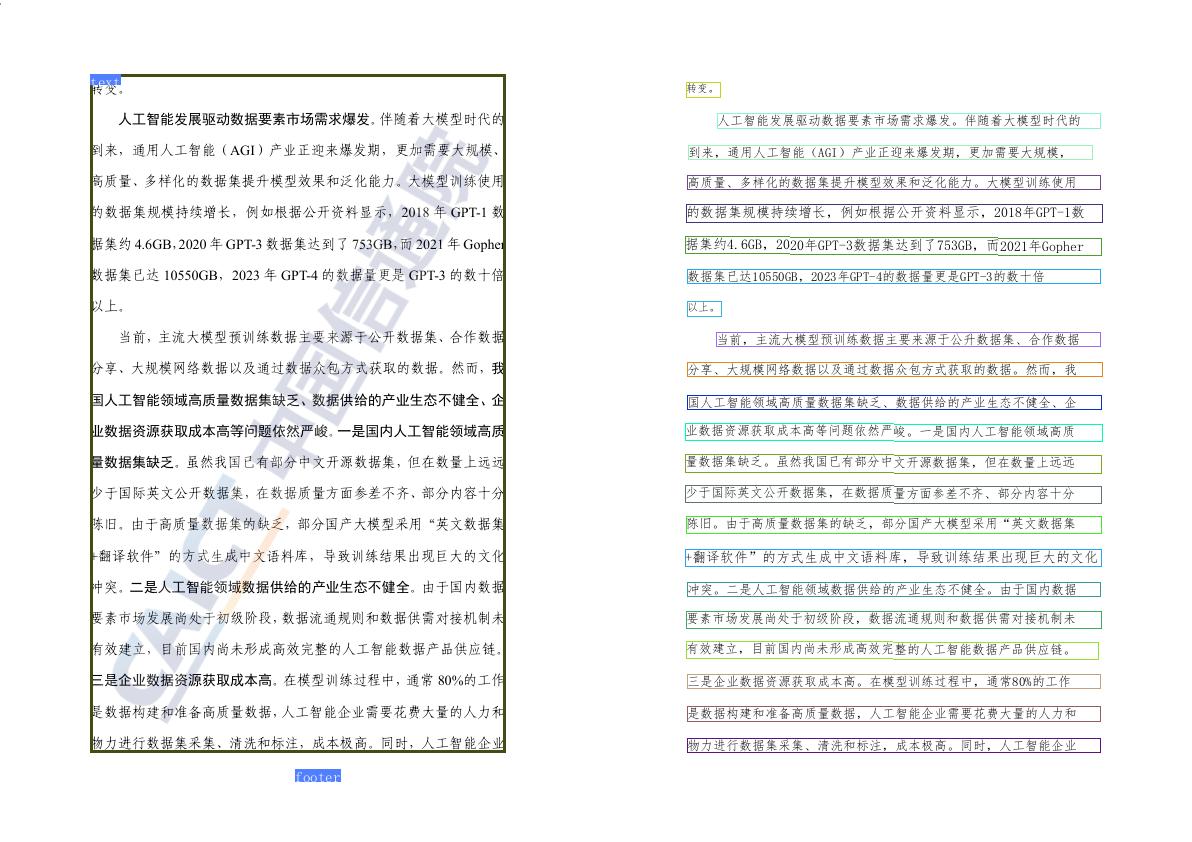 text
转变。
人工智能发展驱动数据要素市场需求爆发。伴随着大模型时代的
到来，通用人工智能（AGI）产业正迎来爆发期，更加需要大规模、
高质量、多样化的数据集提升模型效果和泛化能力。大模型训练使用
的数据集规模持续增长，例如根据公开资料显示，2018 年 GPT-1 数
据集约 4.6GB，2020 年 GPT-3 数据集达到了 753GB，而 2021 年 Gopher
数据集已达 10550GB，2023 年 GPT-4 的数据量更是 GPT-3 的数十倍
以上。
当前，主流大模型预训练数据主要来源于公开数据集、合作数据
分享、大规模网络数据以及通过数据众包方式获取的数据。然而，我
国人工智能领域高质量数据集缺乏、数据供给的产业生态不健全、企
业数据资源获取成本高等问题依然严峻。一是国内人工智能领域高质
量数据集缺乏。虽然我国已有部分中文开源数据集，但在数量上远远
少于国际英文公开数据集，在数据质量方面参差不齐、部分内容十分
陈旧。由于高质量数据集的缺乏，部分国产大模型采用“英文数据集
+翻译软件”的方式生成中文语料库，导致训练结果出现巨大的文化
冲突。二是人工智能领域数据供给的产业生态不健全。由于国内数据
要素市场发展尚处于初级阶段，数据流通规则和数据供需对接机制未
有效建立，目前国内尚未形成高效完整的人工智能数据产品供应链。
三是企业数据资源获取成本高。在模型训练过程中，通常 80%的工作
是数据构建和准备高质量数据，人工智能企业需要花费大量的人力和
物力进行数据集采集、清洗和标注，成本极高。同时，人工智能企业
CAICT 中国信通院
footer
转变。
人工智能发展驱动数据要素市场需求爆发。伴随着大模型时代的
到来，通用人工智能（AGI）产业正迎来爆发期，更加需要大规模，
高质量、多样化的数据集提升模型效果和泛化能力。大模型训练使用
的数据集规模持续增长，例如根据公开资料显示，2018年GPT-1数
据集约4.6GB，2020年GPT-3数据集达到了753GB，而2021年Gopher
数据集已达10550GB，2023年GPT-4的数据量更是GPT-3的数十倍
以上。
当前，主流大模型预训练数据主要来源于公开数据集、合作数据
分享、大规模网络数据以及通过数据众包方式获取的数据。然而，我
国人工智能领域高质量数据集缺乏、数据供给的产业生态不健全、企
业数据资源获取成本高等问题依然严峻。一是国内人工智能领域高质
量数据集缺乏。虽然我国已有部分中文开源数据集，但在数量上远远
少于国际英文公开数据集，在数据质量方面参差不齐、部分内容十分
陈旧。由于高质量数据集的缺乏，部分国产大模型采用“英文数据集
+翻译软件”的方式生成中文语料库，导致训练结果出现巨大的文化
冲突。二是人工智能领域数据供给的产业生态不健全。由于国内数据
要素市场发展尚处于初级阶段，数据流通规则和数据供需对接机制未
有效建立，目前国内尚未形成高效完整的人工智能数据产品供应链。
三是企业数据资源获取成本高。在模型训练过程中，通常80%的工作
是数据构建和准备高质量数据，人工智能企业需要花费大量的人力和
物力进行数据集采集、清洗和标注，成本极高。同时，人工智能企业